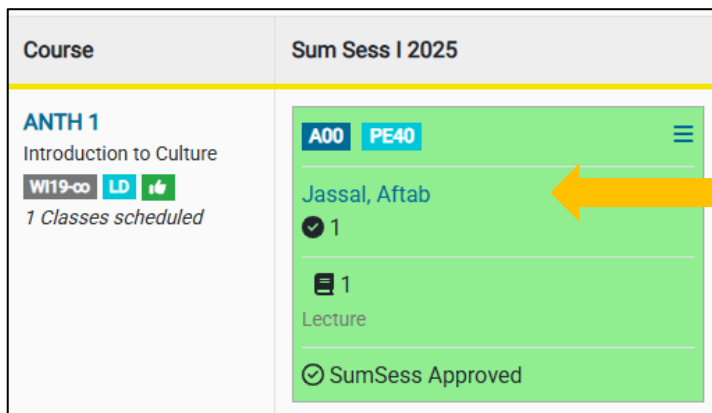 Course
Sum Sess I 2025
ANTH 1
Introduction to Culture
WI19-∞ LD
1 Classes scheduled
A00 PE40
Jassal, Aftab
1
1
Lecture
SumSess Approved